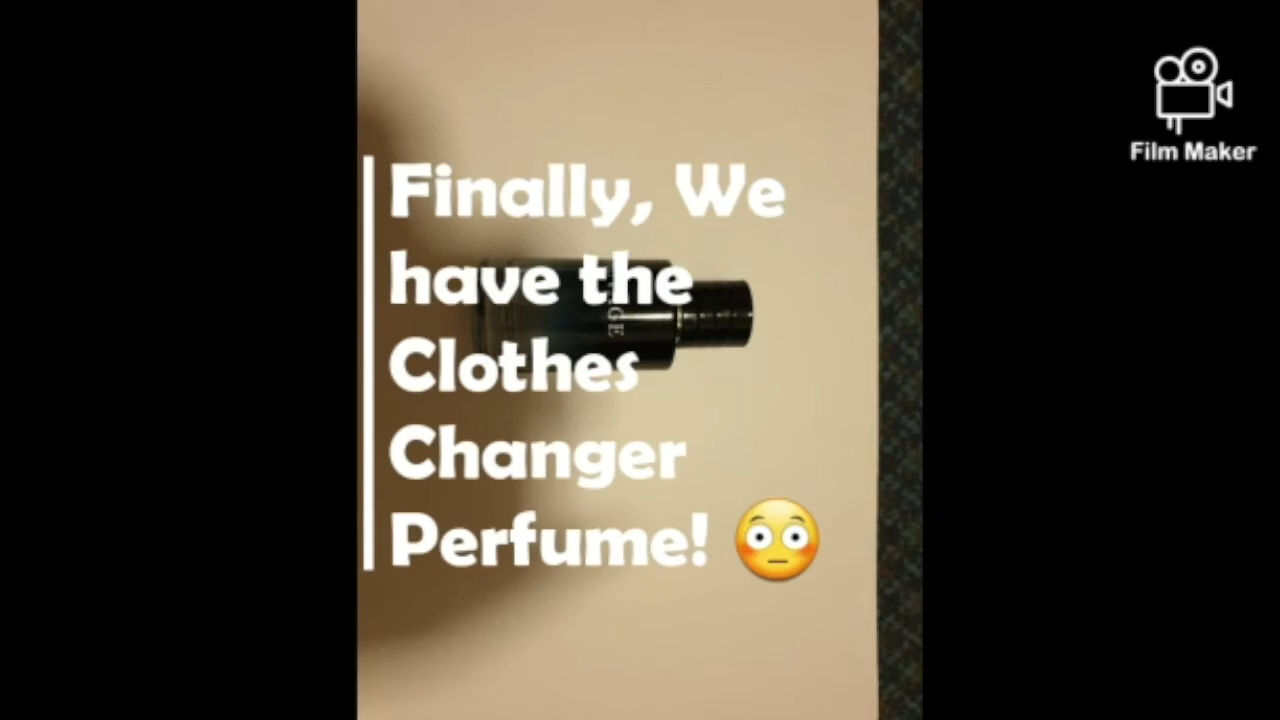 Finally, We
have the
Clothes
Changer
Perfume! 😳
Film Maker